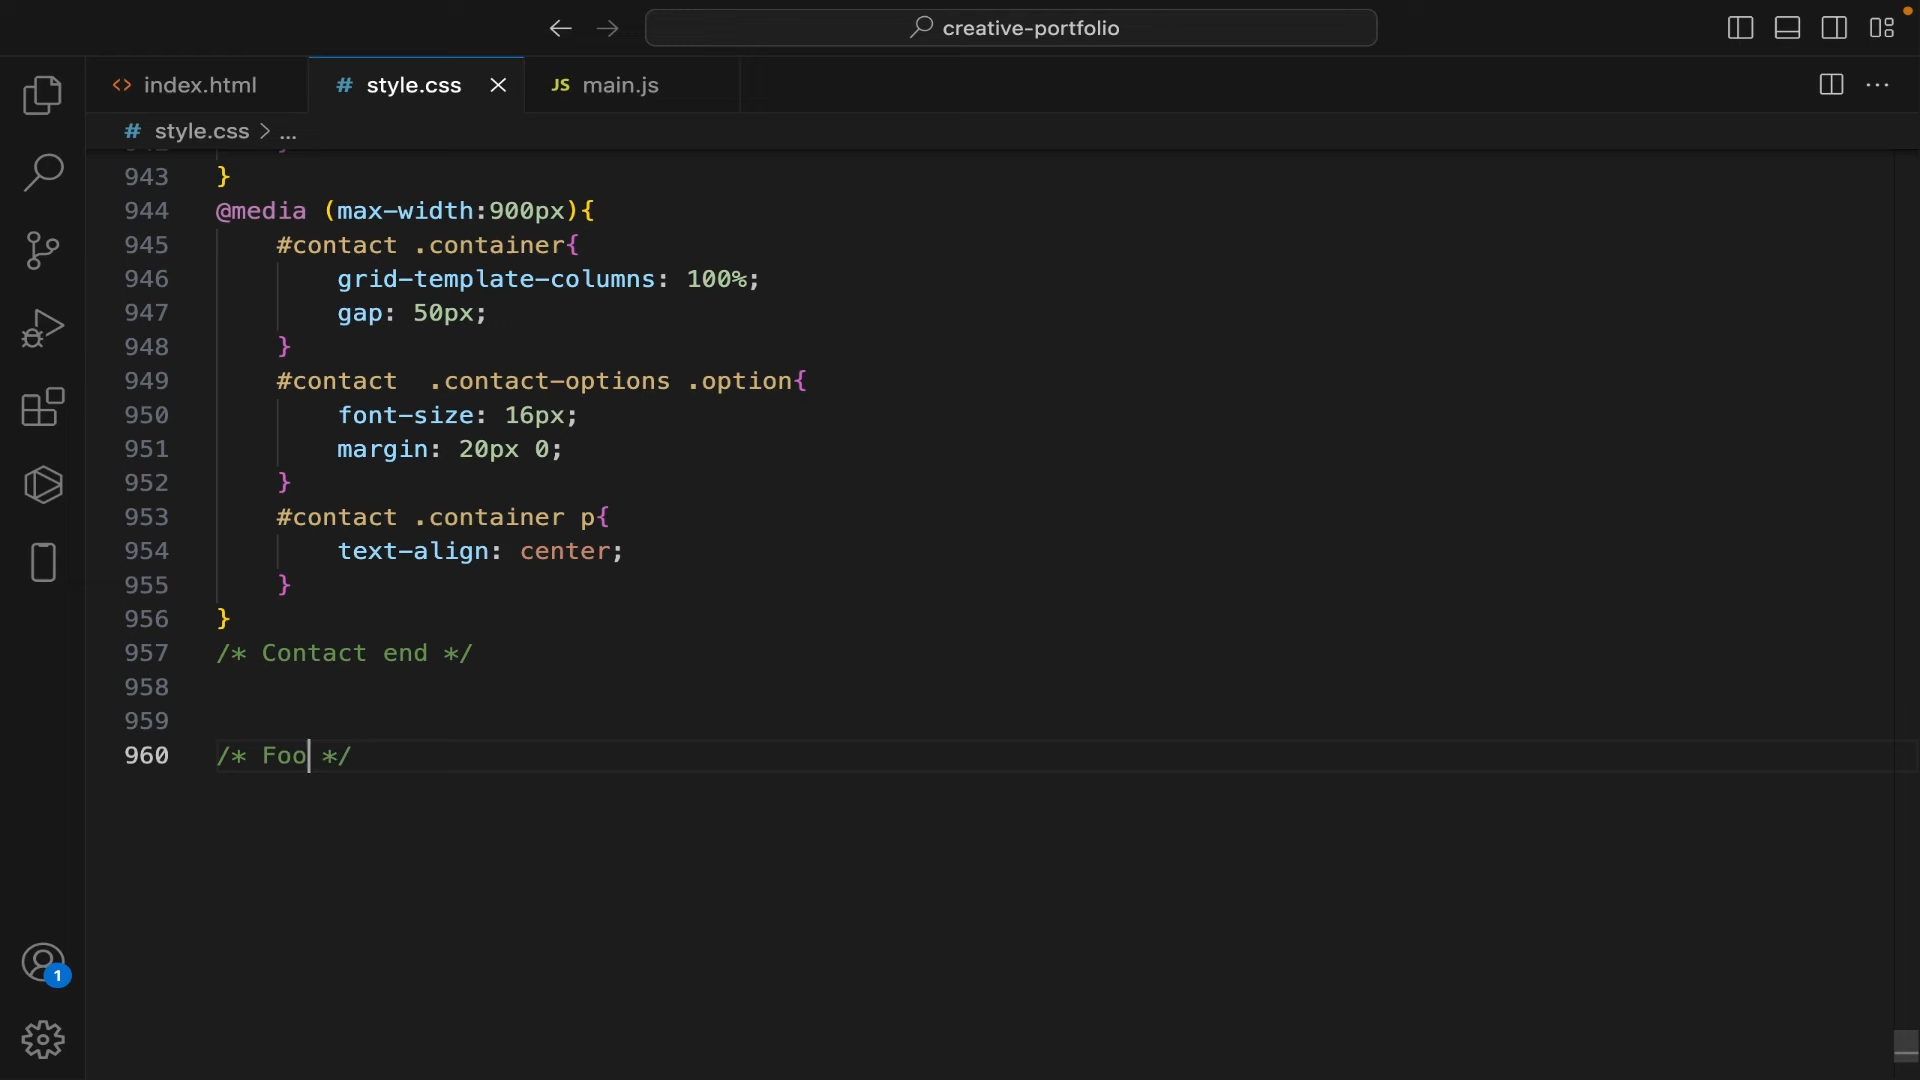 creative-portfolio
index.html
# style.css
JS main.js
# style.css > ...
943 }
944 @media (max-width:900px){
945 #contact .container{
946 grid-template-columns: 100%;
947 gap: 50px;
948 }
949 #contact  .contact-options .option{
950 font-size: 16px;
951 margin: 20px 0;
952 }
953 #contact .container p{
954 text-align: center;
955 }
956 }
957 /* Contact end */
958
959
960 /* Foo */
1